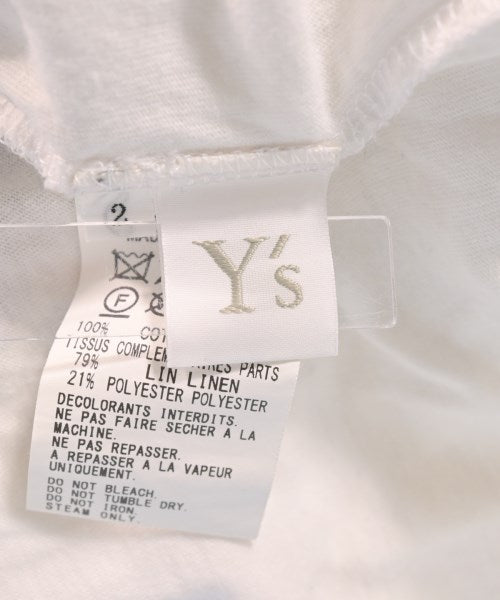 2
Y's
F
100% COT
TISSUS COMPLEM AIRES PARTS
79% LIN LINEN
21% POLYESTER POLYESTER
DECOLORANTS INTERDITS.
NE PAS FAIRE SECHER A LA
MACHINE.
NE PAS REPASSER.
A REPASSER A LA VAPEUR
UNIQUEMENT.
DO NOT BLEACH.
DO NOT TUMBLE DRY.
DO NOT IRON.
STEAM ONLY.